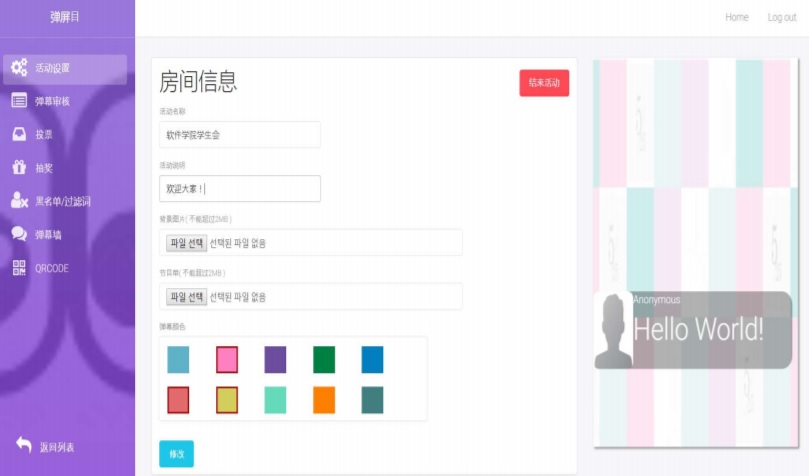 弹屏目
Home Log out
活动设置
弹幕审核
投票
抽奖
黑名单/过滤词
弹幕墙
QRCODE
返回列表
房间信息
结束活动
活动名称
软件学院学生会
活动说明
欢迎大家！
背景图片( 不能超过2MB )
파일 선택 선택된 파일 없음
节目单( 不能超过2MB )
파일 선택 선택된 파일 없음
弹幕颜色
修改
Anonymous
Hello World!